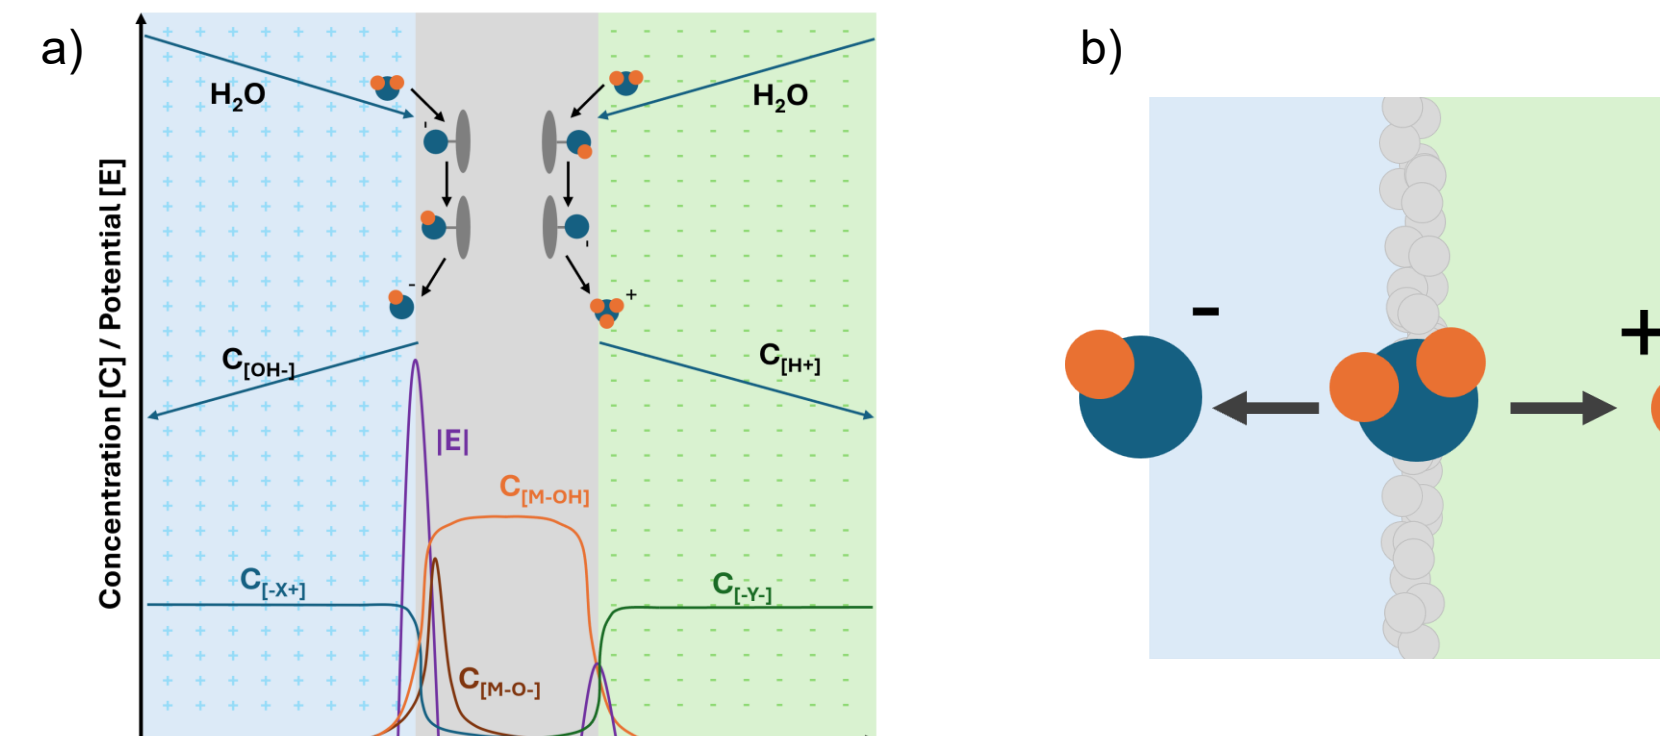 a)
b)
Concentration [C] / Potential [E]
H₂O
H₂O
-
+
C[OH-]
C[H+]
|E|
C[M-OH]
C[-X+]
C[-Y-]
C[M-O-]
-
+